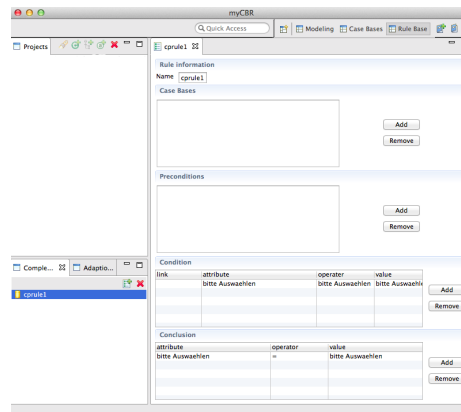 myCBR
Quick Access
Modeling Case Bases Rule Base
Projects
cprule1
Rule information
Name cprule1
Case Bases
Add
Remove
Preconditions
Add
Remove
Comple... Adaptio...
cprule1
Condition
link attribute operater value
bitte Auswaehlen bitte Auswaehlen bitte Auswaehle
Add
Remove
Conclusion
attribute operator value
bitte Auswaehlen = bitte Auswaehlen
Add
Remove